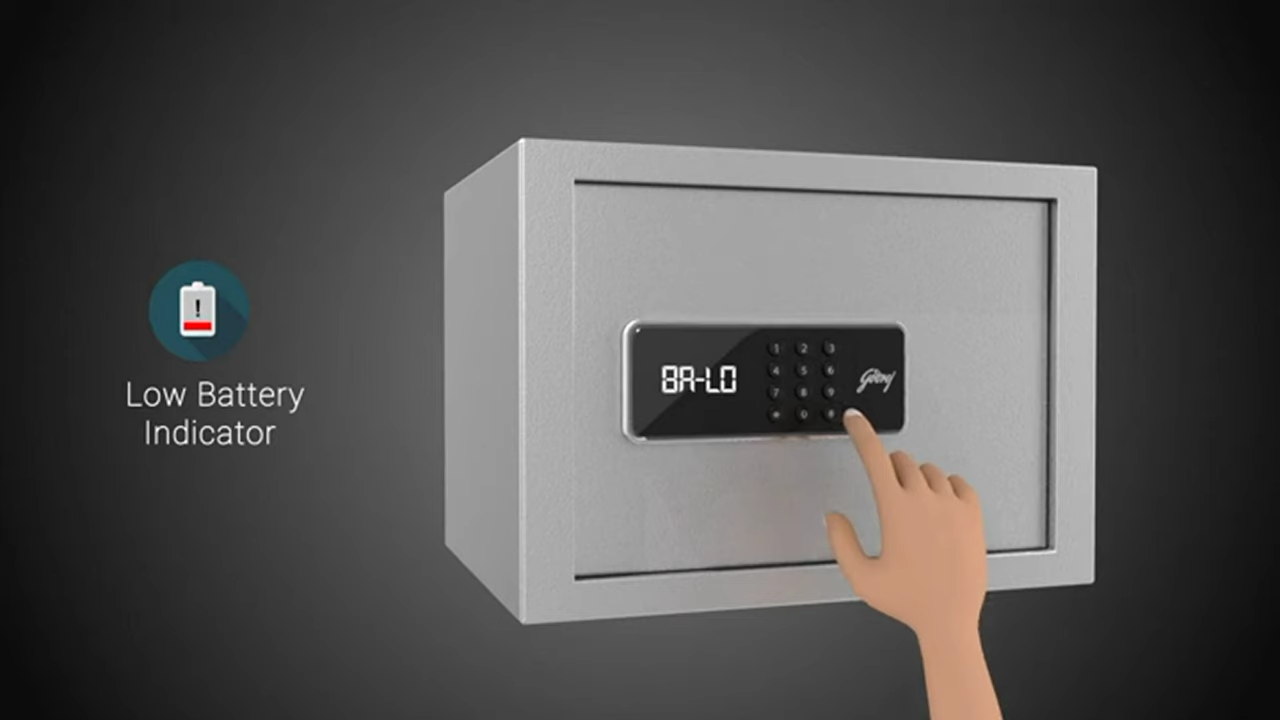 Low Battery
Indicator
BA-LO
1 2 3
4 5 6
7 8 9
* 0 #
Godrej